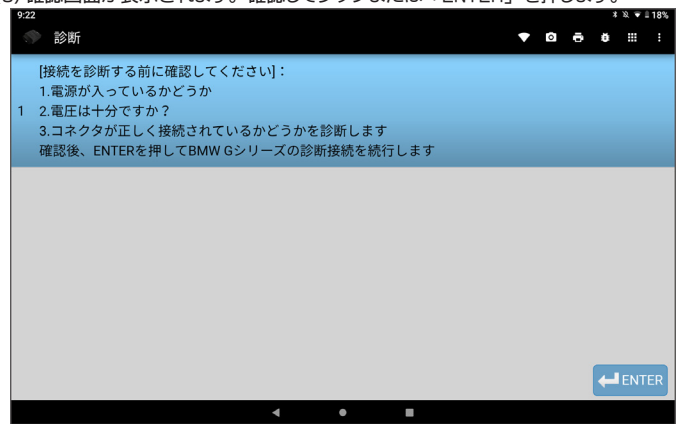 確認画面が表示されます。確認してタップまたは「ENTER」を押します。
9:22
18%
診断
[接続を診断する前に確認してください]：
1.電源が入っているかどうか
1 2.電圧は十分ですか？
3.コネクタが正しく接続されているかどうかを診断します
確認後、ENTERを押してBMW Gシリーズの診断接続を続行します
ENTER